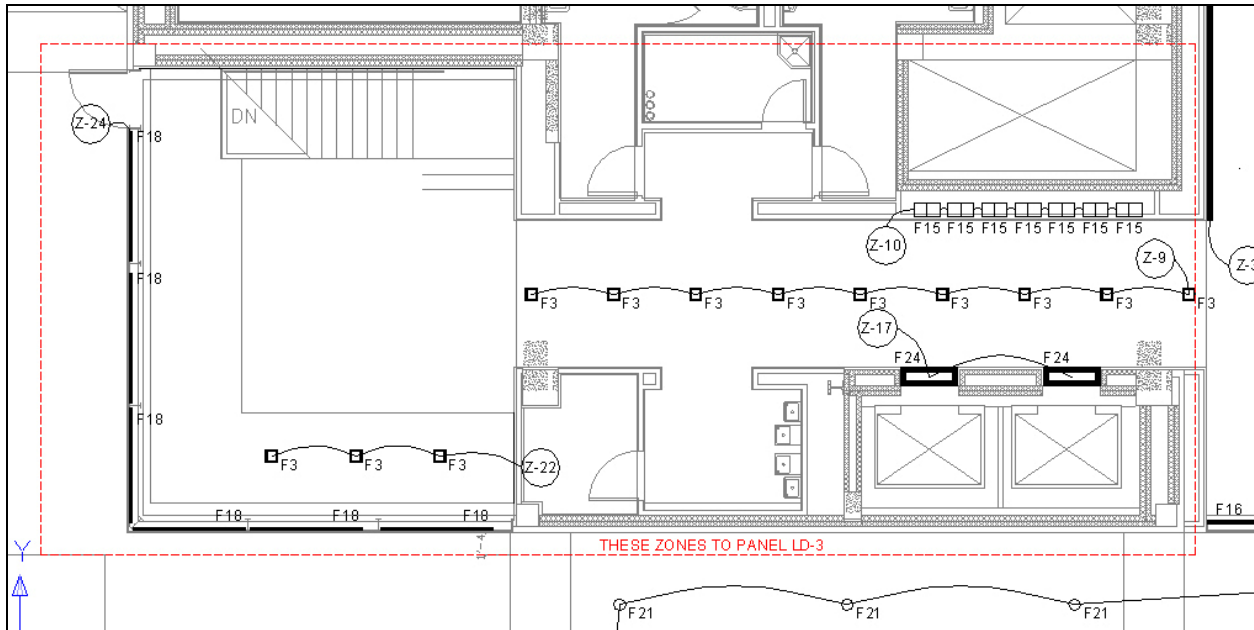 DN
Z-24
F18
F15 F15 F15 F15 F15 F15 F15
Z-10
Z-9
Z-3
F18
F3 F3 F3 F3 F3 F3 F3 F3 F3
Z-17
F24 F24
F18
F3 F3 F3
Z-22
F18 F18 F18
F16
1'-4
THESE ZONES TO PANEL LD-3
Y
F21 F21 F21